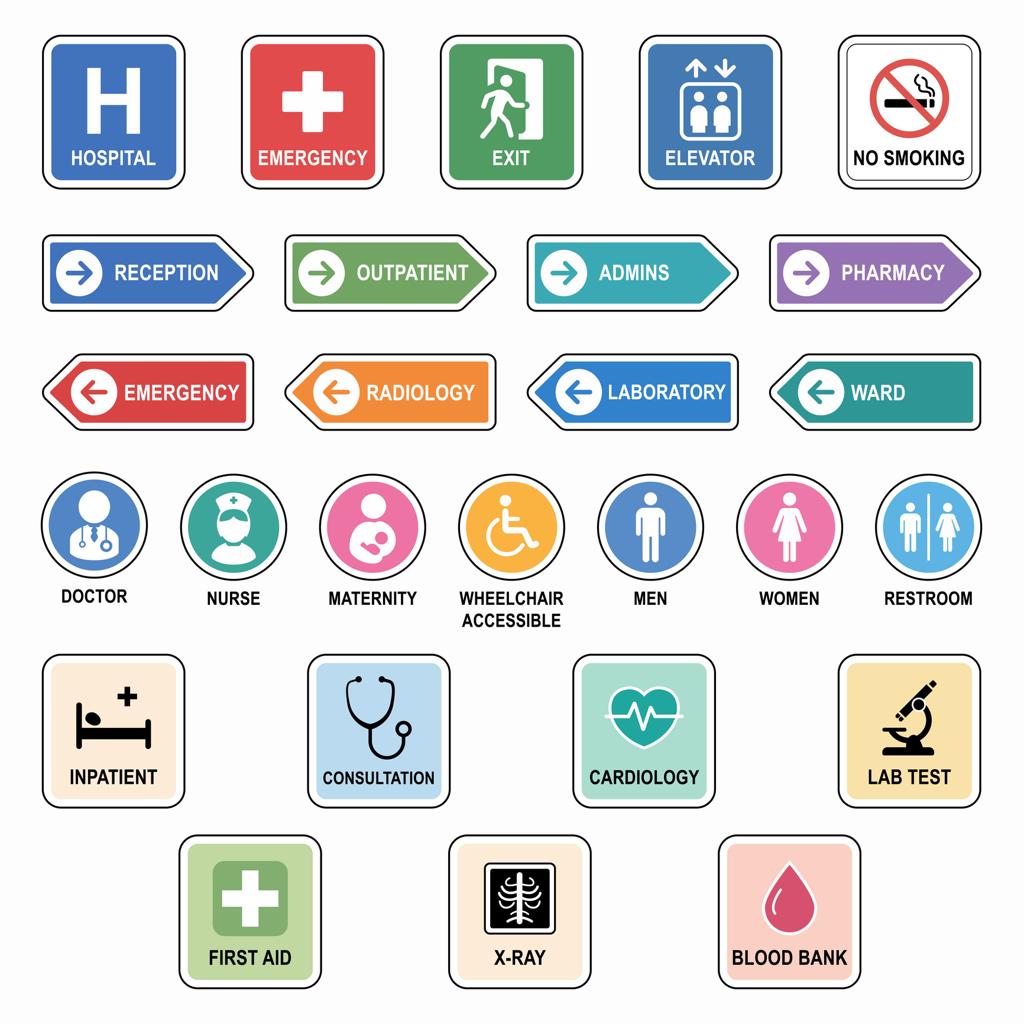 H
HOSPITAL
EMERGENCY
EXIT
ELEVATOR
NO SMOKING
RECEPTION
OUTPATIENT
ADMINS
PHARMACY
EMERGENCY
RADIOLOGY
LABORATORY
WARD
DOCTOR
NURSE
MATERNITY
WHEELCHAIR
ACCESSIBLE
MEN
WOMEN
RESTROOM
INPATIENT
CONSULTATION
CARDIOLOGY
LAB TEST
FIRST AID
X-RAY
BLOOD BANK